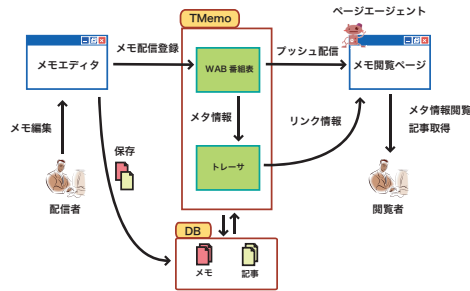 TMemo
ページエージェント
メモエディタ
メモ配信登録
WAB 番組表
プッシュ配信
メモ閲覧ページ
メモ編集
保存
メタ情報
リンク情報
メタ情報閲覧
記事取得
トレーサ
配信者
閲覧者
DB
メモ
記事